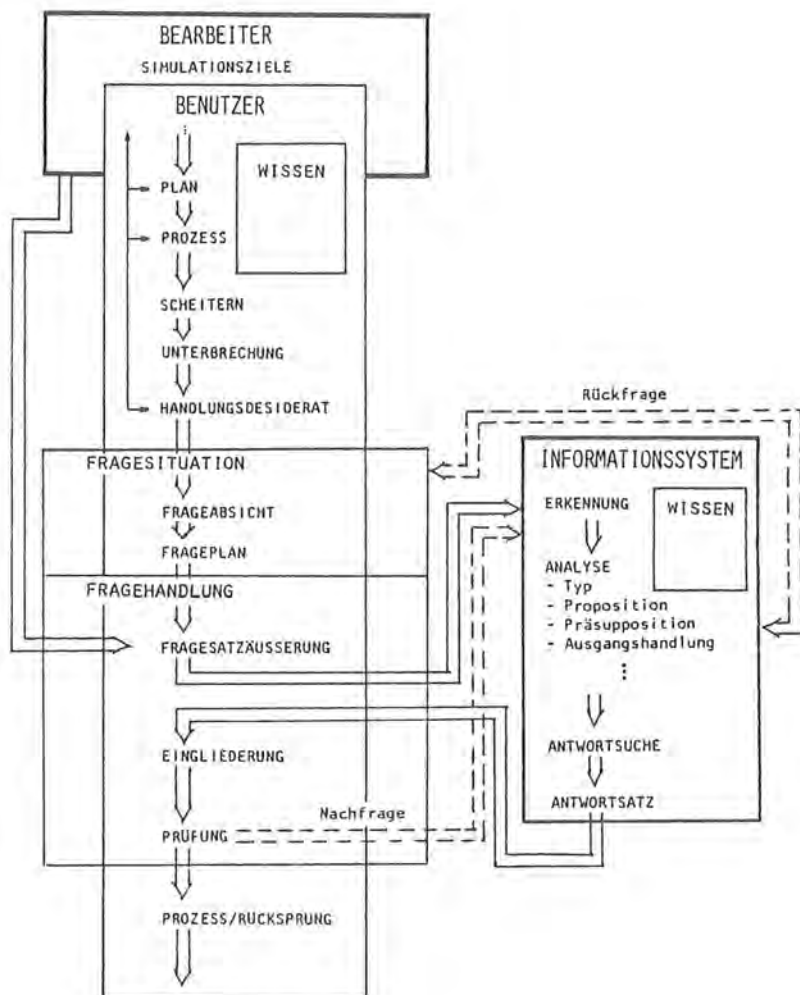 BEARBEITER
SIMULATIONSZIELE
BENUTZER
WISSEN
PLAN
PROZESS
SCHEITERN
UNTERBRECHUNG
HANDLUNGSDESIDERAT
FRAGESITUATION
FRAGEABSICHT
FRAGEPLAN
FRAGEHANDLUNG
FRAGESATZÄUSSERUNG
EINGLIEDERUNG
Nachfrage
PRÜFUNG
PROZESS/RÜCKSPRUNG
Rückfrage
INFORMATIONSSYSTEM
ERKENNUNG
WISSEN
ANALYSE
- Typ
- Proposition
- Präsupposition
- Ausgangshandlung
ANTWORTSUCHE
ANTWORTSATZ